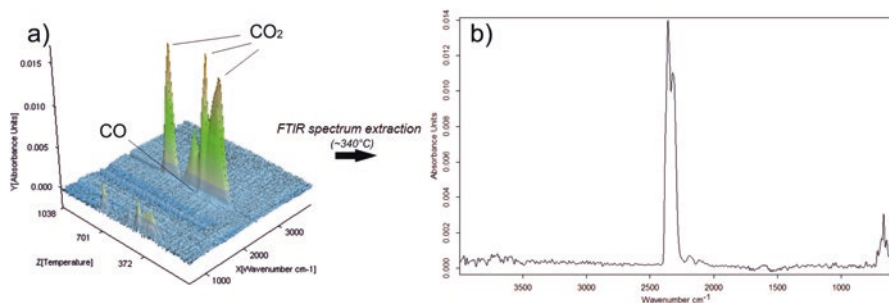 a)
CO₂
0.015
0.010
0.005
0.000
Y[Absorbance Units]
CO
1038
701
372
Z[Temperature]
1000
2000
3000
X[Wavenumber cm-1]
FTIR spectrum extraction
(~340°C)
b)
0.014
0.012
0.010
0.008
0.006
0.004
0.002
0.000
Absorbance Units
3500
3000
2500
2000
1500
1000
Wavenumber cm-1